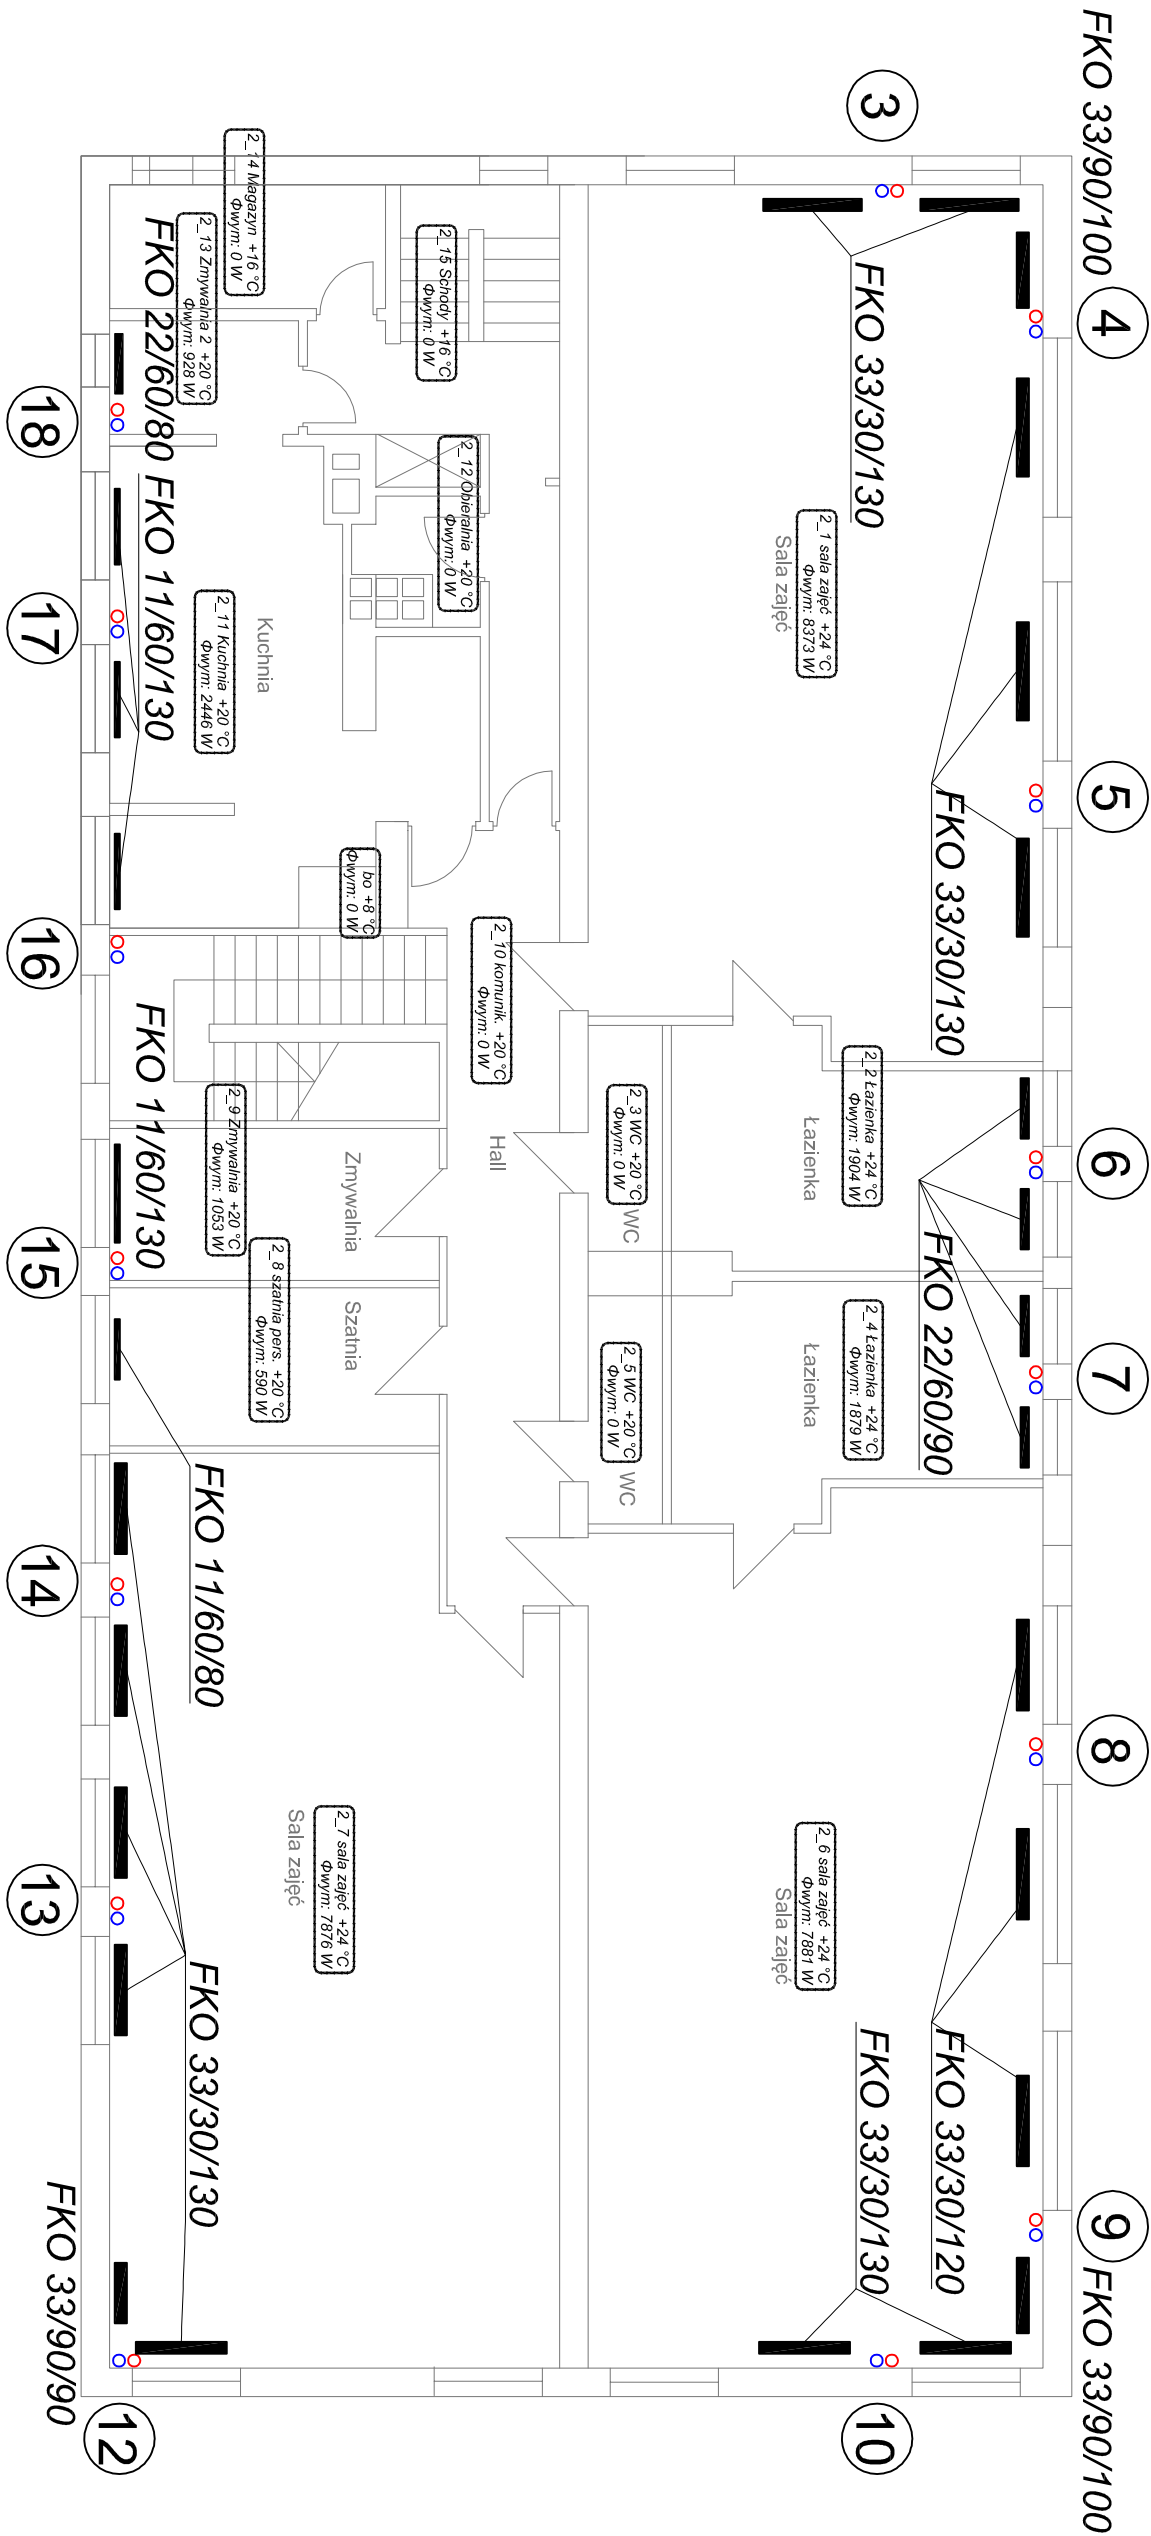 FKO 33/90/100
4
5
6
7
8
9
FKO 33/90/100
3
FKO 33/30/130
FKO 33/30/130
FKO 22/60/90
FKO 33/30/120
FKO 33/30/130
10
2_1 sala zajęć +24 °C
Φwym: 8373 W
Sala zajęć
2_2 Łazienka +24 °C
Φwym: 1904 W
Łazienka
2_4 Łazienka +24 °C
Φwym: 1879 W
Łazienka
2_6 sala zajęć +24 °C
Φwym: 7881 W
Sala zajęć
2_3 WC +20 °C
Φwym: 0 W
WC
2_5 WC +20 °C
Φwym: 0 W
WC
2_15 Schody +16 °C
Φwym: 0 W
2_12 Obieralnia +20 °C
Φwym: 0 W
2_10 komunik. +20 °C
Φwym: 0 W
Hall
bo +8 °C
Φwym: 0 W
Zmywalnia
Szatnia
2_7 sala zajęć +24 °C
Φwym: 7876 W
Sala zajęć
2_14 Magazyn +16 °C
Φwym: 0 W
2_13 Zmywalnia 2 +20 °C
Φwym: 928 W
Kuchnia
2_11 Kuchnia +20 °C
Φwym: 2446 W
2_8 szatnia pers. +20 °C
Φwym: 590 W
2_9 Zmywalnia +20 °C
Φwym: 1053 W
FKO 22/60/80
FKO 11/60/130
FKO 11/60/130
FKO 11/60/80
FKO 33/30/130
FKO 33/90/90
18
17
16
15
14
13
12